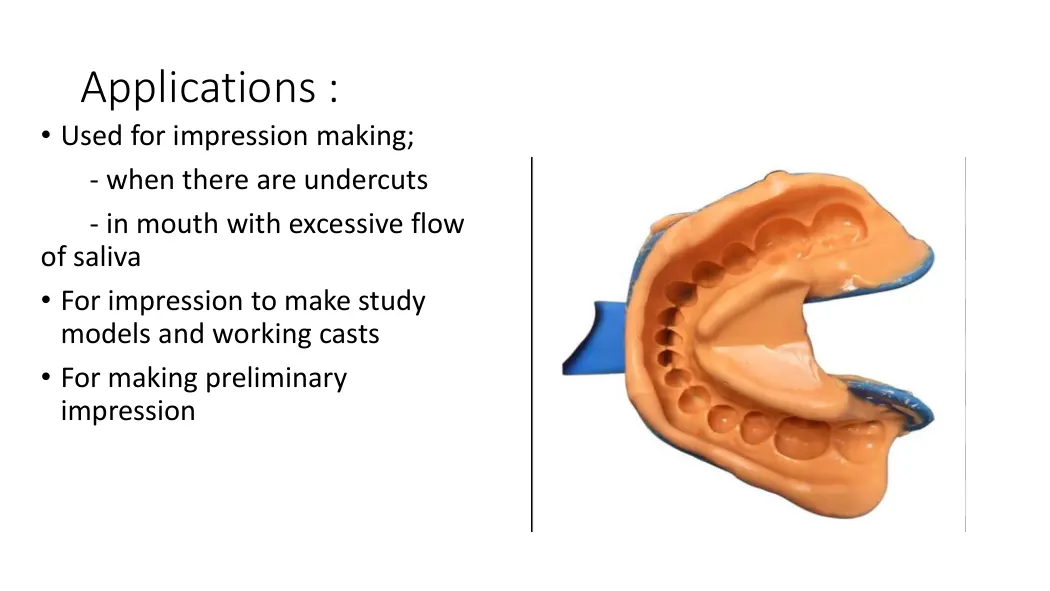 Applications :
• Used for impression making;
- when there are undercuts
- in mouth with excessive flow
of saliva
• For impression to make study
models and working casts
• For making preliminary
impression